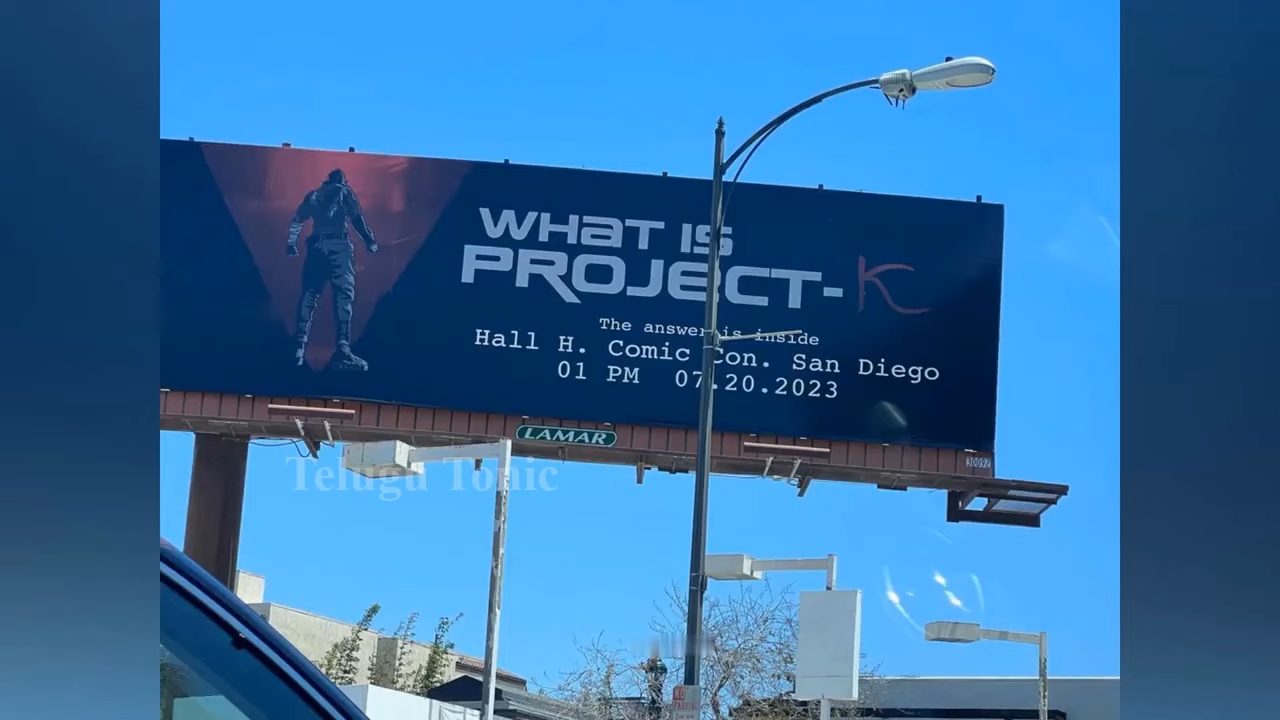 WHAT IS
PROJECT-K
The answer is inside
Hall H. Comic Con. San Diego
01 PM 07.20.2023
LAMAR
30092
Telugu Tonic